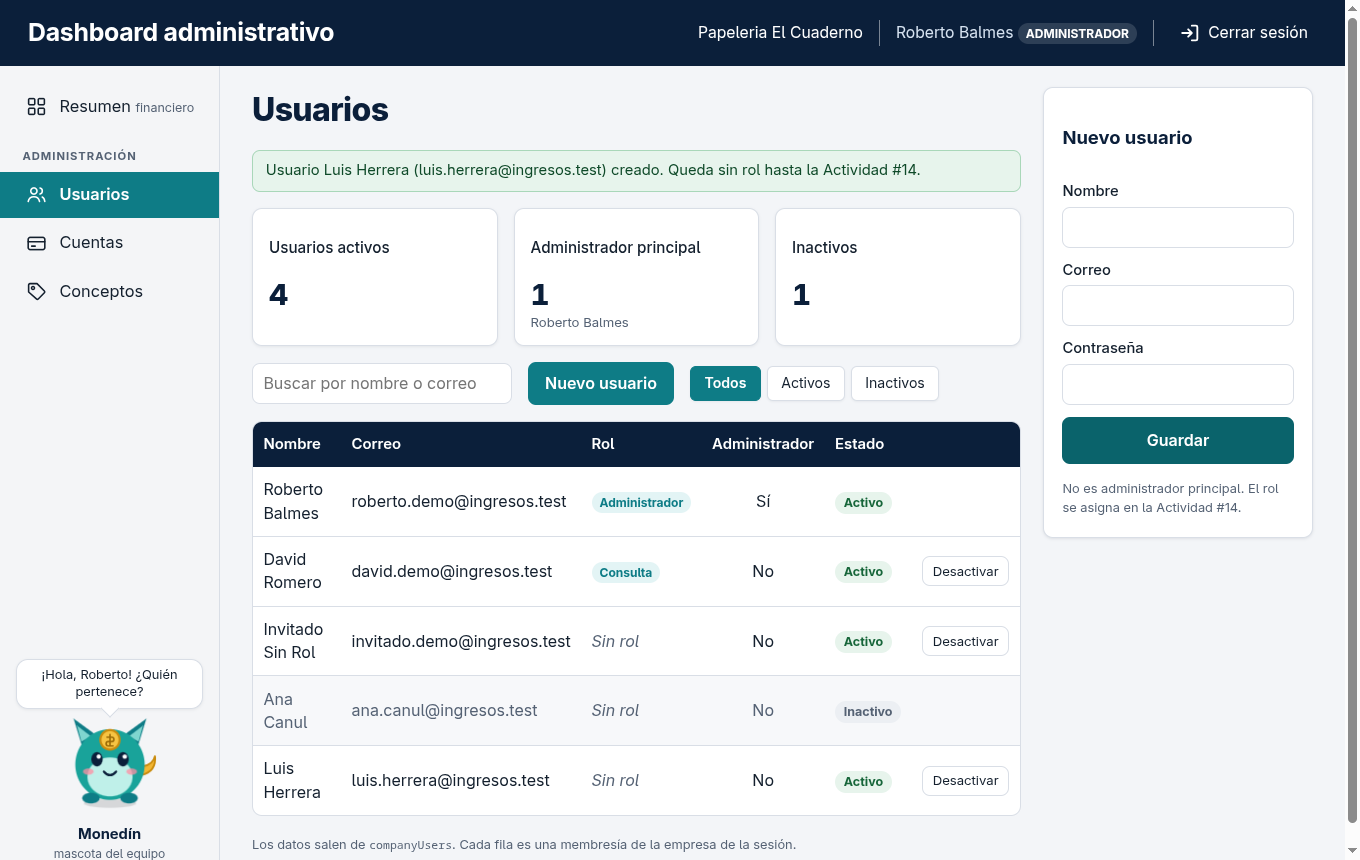 Dashboard administrativo
Papeleria El Cuaderno
Roberto Balmes ADMINISTRADOR
Cerrar sesión
Resumen financiero
ADMINISTRACIÓN
Usuarios
Cuentas
Conceptos
¡Hola, Roberto! ¿Quién
pertenece?
Monedín
mascota del equipo
Usuarios
Usuario Luis Herrera (luis.herrera@ingresos.test) creado. Queda sin rol hasta la Actividad #14.
Usuarios activos
4
Administrador principal
1
Roberto Balmes
Inactivos
1
Buscar por nombre o correo
Nuevo usuario
Todos
Activos
Inactivos
Nombre Correo Rol Administrador Estado
Roberto
Balmes
roberto.demo@ingresos.test Administrador Sí Activo
David
Romero
david.demo@ingresos.test Consulta No Activo Desactivar
Invitado
Sin Rol
invitado.demo@ingresos.test Sin rol No Activo Desactivar
Ana
Canul
ana.canul@ingresos.test Sin rol No Inactivo
Luis
Herrera
luis.herrera@ingresos.test Sin rol No Activo Desactivar
Los datos salen de companyUsers. Cada fila es una membresía de la empresa de la sesión.
Nuevo usuario
Nombre
Correo
Contraseña
Guardar
No es administrador principal. El rol
se asigna en la Actividad #14.